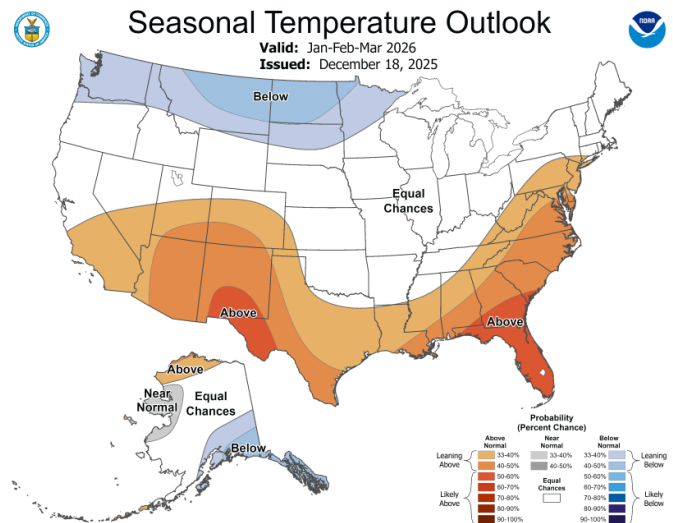 Seasonal Temperature Outlook
Valid: Jan-Feb-Mar 2026
Issued: December 18, 2025
NOAA
Below
Equal
Chances
Above
Above
Above
Near
Normal
Equal
Chances
Below
Probability
(Percent Chance)
Above
Normal
Near
Normal
Below
Normal
Leaning
Above
33-40%
33-40%
33-40%
Leaning
Below
40-50%
40-50%
40-50%
50-60%
Equal
Chances
50-60%
60-70%
60-70%
Likely
Above
70-80%
70-80%
Likely
Below
80-90%
80-90%
90-100%
90-100%